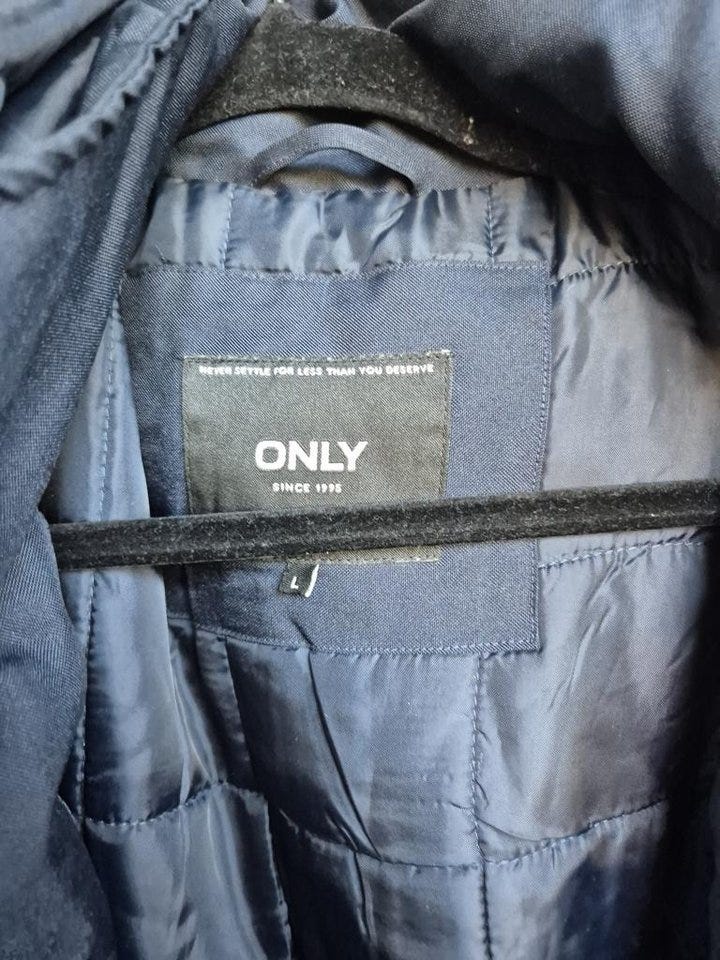 NEVER SETTLE FOR LESS THAN YOU DESERVE
ONLY
SINCE 1995
L